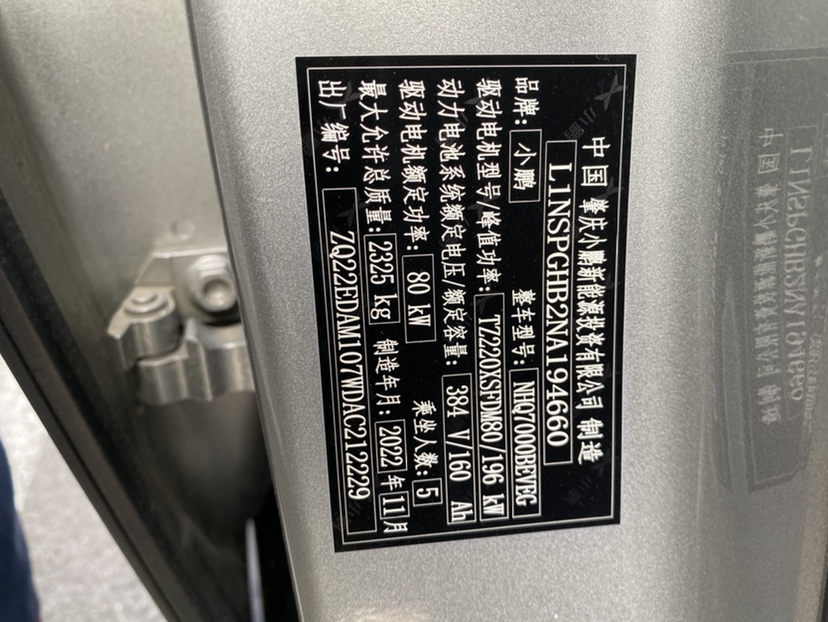 中国 肇庆小鹏新能源投资有限公司 制造
L1NSPGHB2NA194660
品牌: 小鹏 整车型号: NHQ7000BEVEG
驱动电机型号/峰值功率: TZ220XSFDM80/196 kW
动力电池系统额定电压/额定容量: 384 V/160 Ah
驱动电机额定功率: 80 kW 乘坐人数: 5
最大允许总质量: 2325 kg 制造年月: 2022年11月
出厂编号: ZQ22EDAM107WDAC212229